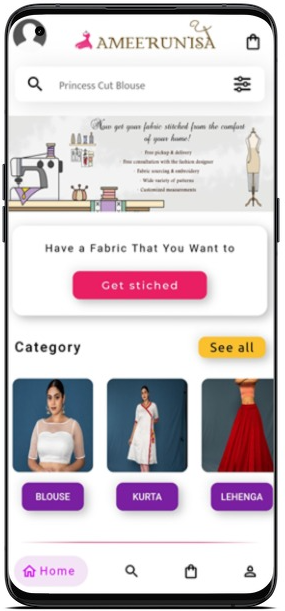 AMEERUNISA
Princess Cut Blouse
Now get your fabric stitched from the comfort
of your home!
Free pickup & delivery
Free consultation with the fashion designer
Fabric sourcing & embroidery
Wide variety of patterns
Customized measurements
Have a Fabric That You Want to
Get stiched
Category
See all
BLOUSE
KURTA
LEHENGA
Home